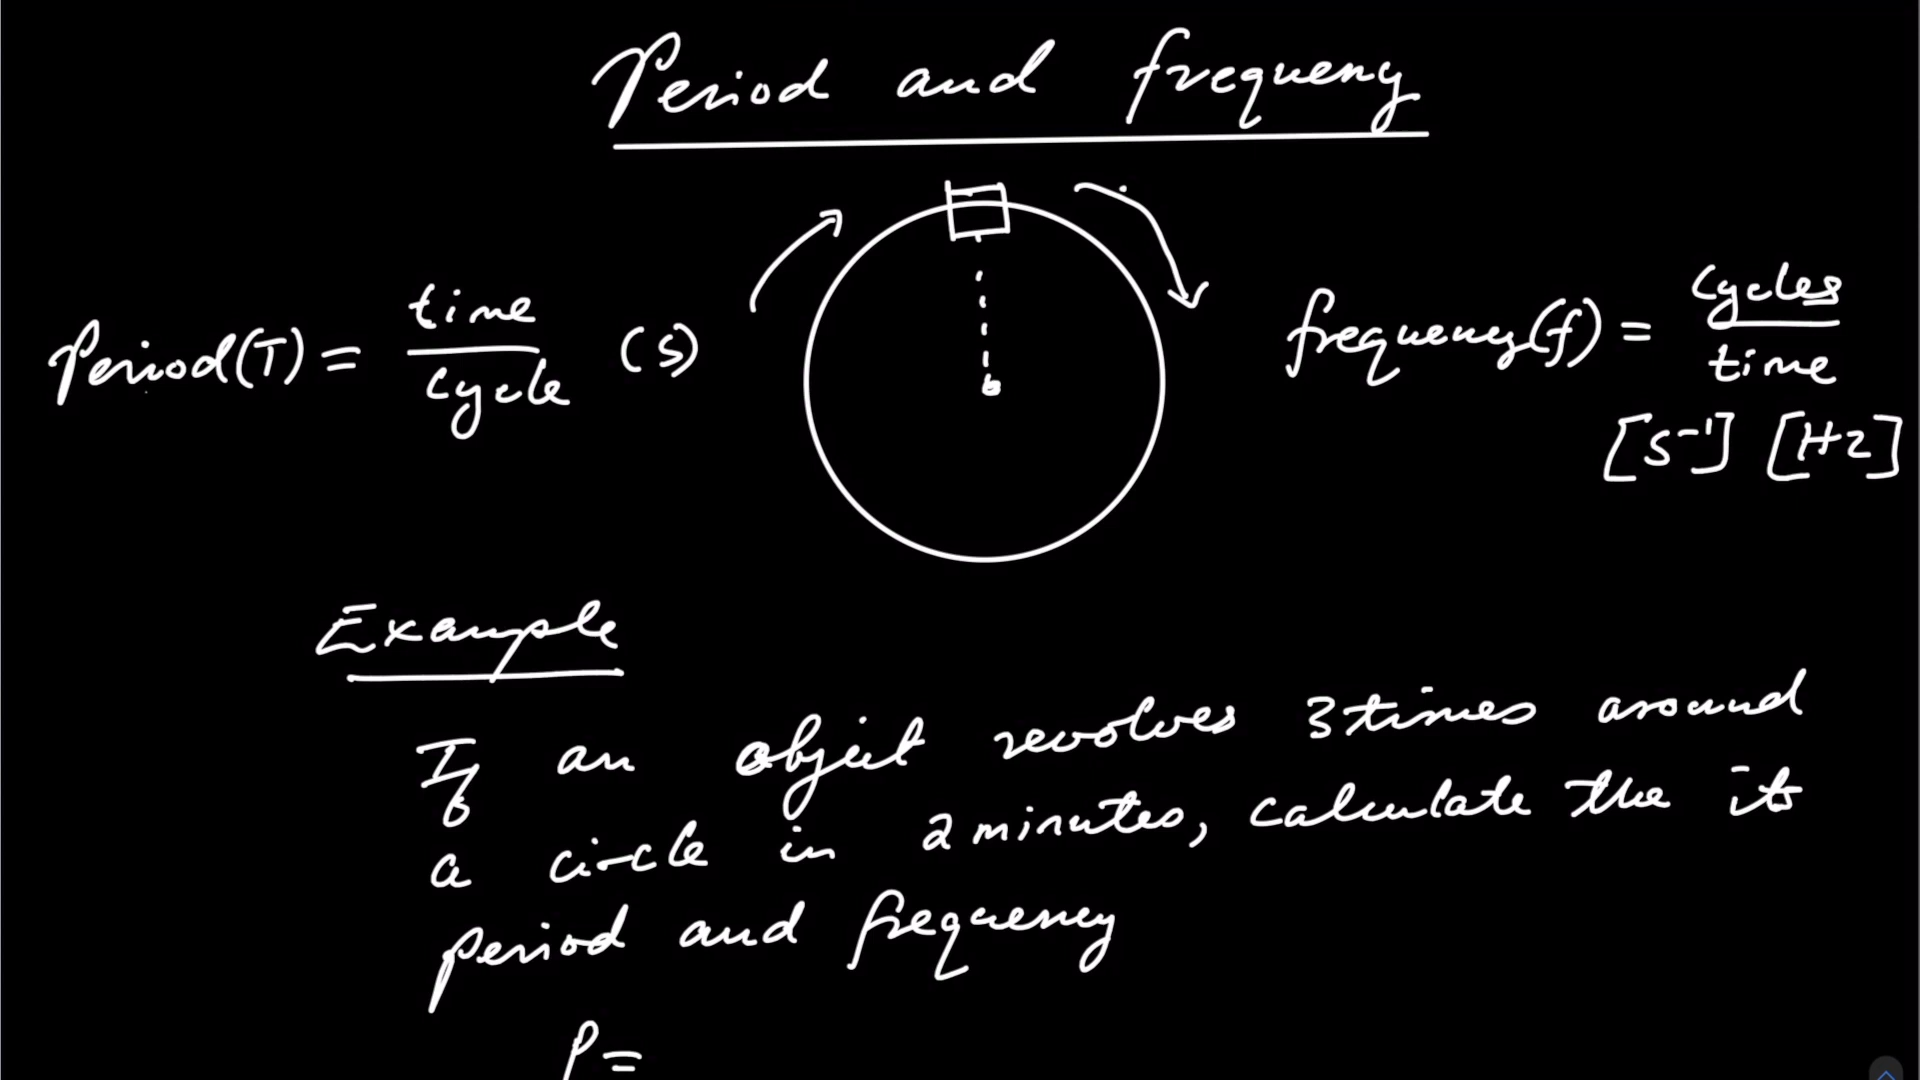 Period and frequency
Period(T) = time/cycle (s)
frequency(f) = cycles/time
[s⁻¹] [Hz]
Example
If an object revolves 3 times around
a circle in 2 minutes, calculate the its
period and frequency
P=